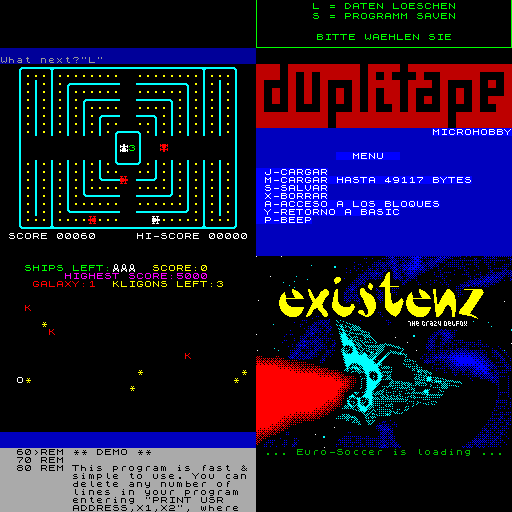 What next?"L"
SCORE 00060 HI-SCORE 00000
L = DATEN LOESCHEN
S = PROGRAMM SAVEN
BITTE WAEHLEN SIE
duplitape
MICROHOBBY
MENU
J-CARGAR
M-CARGAR HASTA 49117 BYTES
S-SALVAR
X-BORRAR
A-ACCESO A LOS BLOQUES
Y-RETORNO A BASIC
P-BEEP
SHIPS LEFT: SCORE:0
HIGHEST SCORE:5000
GALAXY:1 KLIGONS LEFT:3
K
K
K
60>REM ** DEMO **
70 REM
80 REM This program is fast &
simple to use. You can
delete any number of
lines in your program
entering "PRINT USR
ADDRESS,X1,X2", where
existenz
THE CRAZY DELFOX
... Euro-Soccer is loading ...